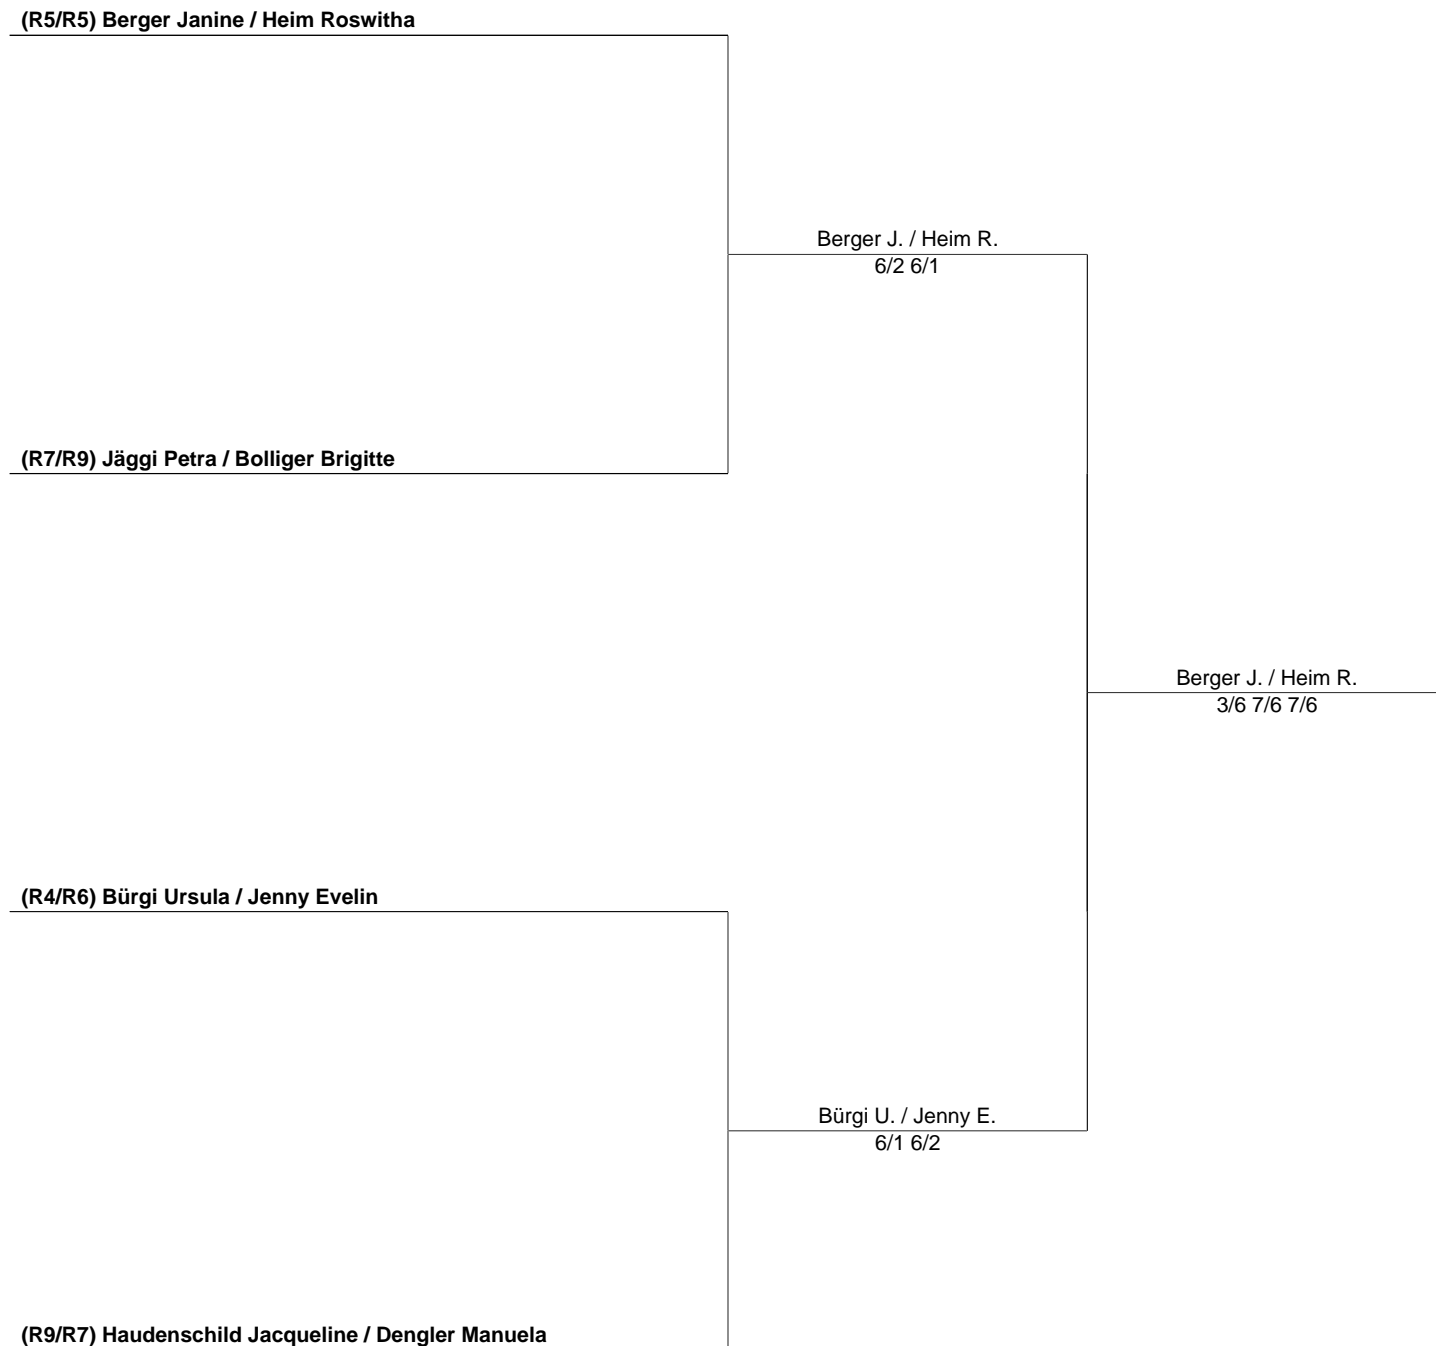 (R5/R5) Berger Janine / Heim Roswitha
Berger J. / Heim R.
6/2 6/1
(R7/R9) Jäggi Petra / Bolliger Brigitte
Berger J. / Heim R.
3/6 7/6 7/6
(R4/R6) Bürgi Ursula / Jenny Evelin
Bürgi U. / Jenny E.
6/1 6/2
(R9/R7) Haudenschild Jacqueline / Dengler Manuela